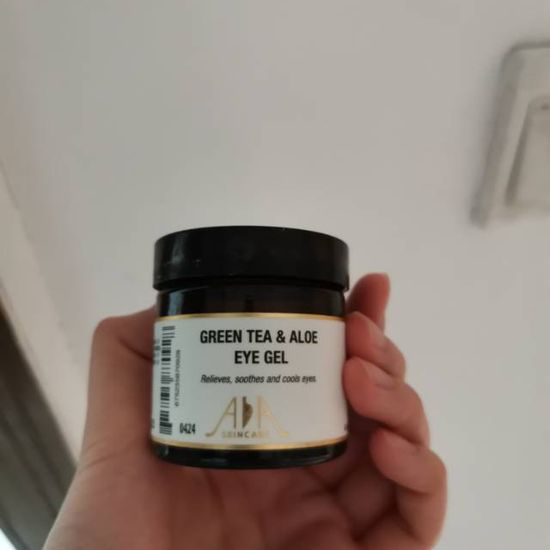 GREEN TEA & ALOE
EYE GEL
Relieves, soothes and cools eyes.
AA
SKINCARE
0424